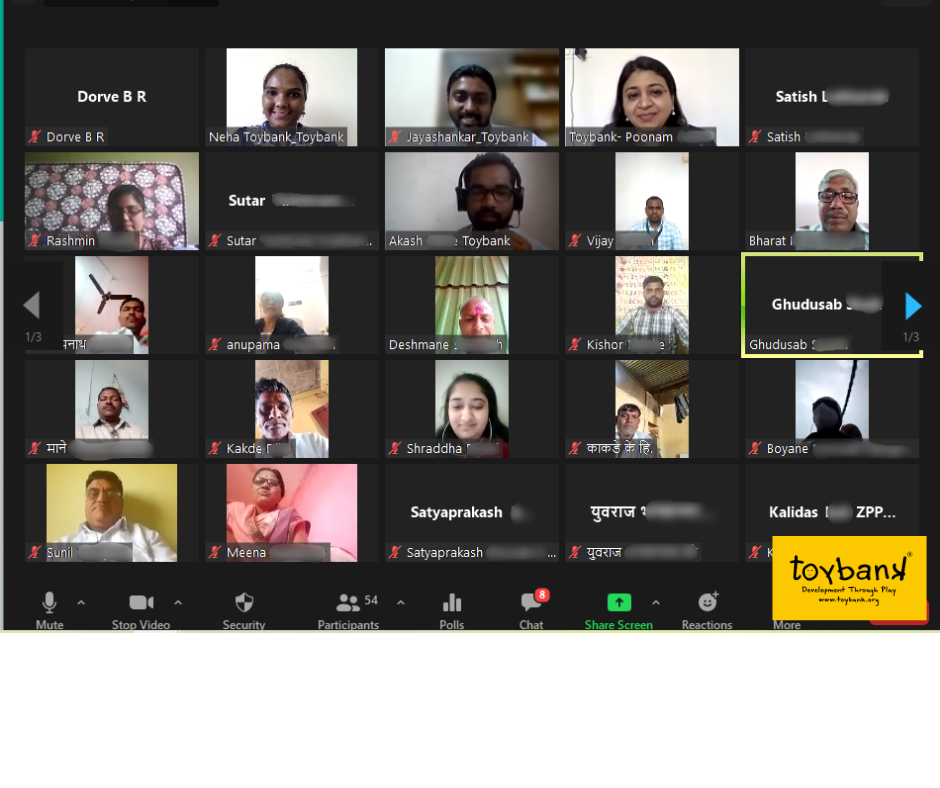 Dorve B R
Satish
Dorve B R
Neha Toybank_Toybank
Jayashankar_Toybank
Toybank- Poonam
Satish
Sutar
Rashmin
Sutar
Akash Toybank
Vijay
Bharat
Ghudusab
1/3
नाथ
anupama
Deshmane
Kishor
Ghudusab
1/3
माने
Kakde
Shraddha
काकडे के हि.
Boyane
Satyaprakash
युवराज
Kalidas ZPP...
Sunil
Meena
Satyaprakash ...
युवराज
toybank
Development Through Play
www.toybank.org
54
8
Mute
Stop Video
Security
Participants
Polls
Chat
Share Screen
Reactions
More